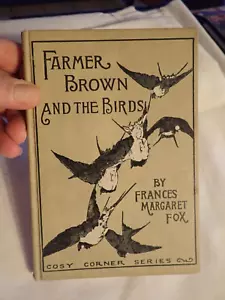 FARMER
BROWN
AND THE BIRDS
BY
FRANCES
MARGARET
FOX
COSY CORNER SERIES